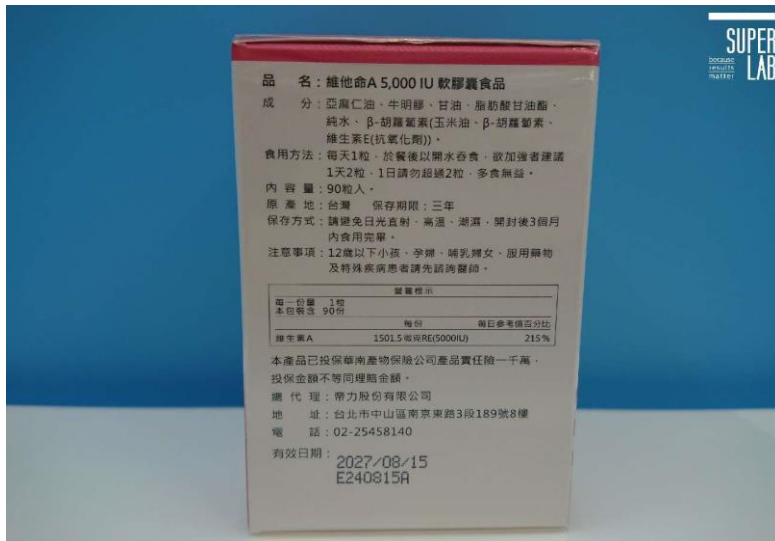 SUPER LAB
because results matter
品　　名：維他命A 5,000 IU 軟膠囊食品
成　　分：亞麻仁油、牛明膠、甘油、脂肪酸甘油酯、
純水、β-胡蘿蔔素(玉米油、β-胡蘿蔔素、
維生素E(抗氧化劑))。
食用方法：每天1粒，於餐後以開水吞食，欲加強者建議
1天2粒，1日請勿超過2粒，多食無益。
內 容 量：90粒入。
原 產 地：台灣　保存期限：三年
保存方式：請避免日光直射、高溫、潮濕，開封後3個月
內食用完畢。
注意事項：12歲以下小孩、孕婦、哺乳婦女、服用藥物
及特殊疾病患者請先諮詢醫師。
營養標示
每一份量 1粒
本包裝含 90份
每份　每日參考值百分比
維生素A　1501.5 微克RE(5000IU)　215%
本產品已投保華南產物保險公司產品責任險一千萬，
投保金額不等同理賠金額。
總 代 理：帝力股份有限公司
地　　址：台北市中山區南京東路3段189號8樓
電　　話：02-25458140
有效日期：2027/08/15
E240815A